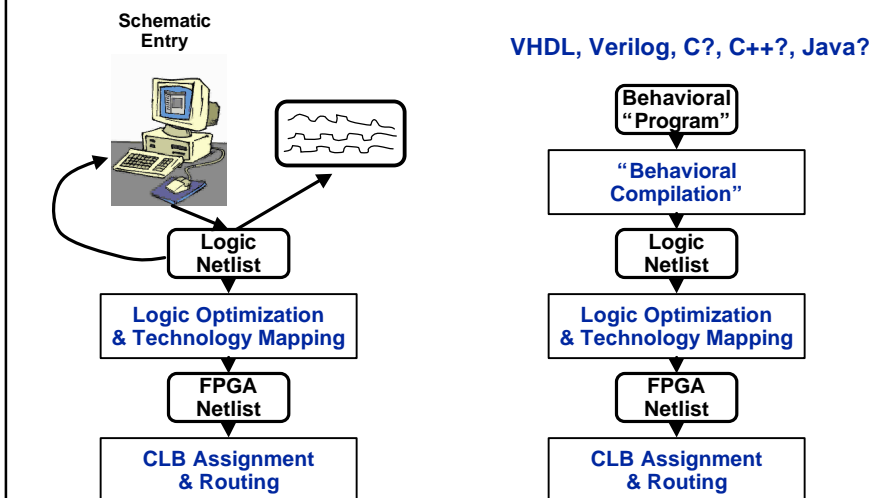 Schematic
Entry
Logic
Netlist
Logic Optimization
& Technology Mapping
FPGA
Netlist
CLB Assignment
& Routing
VHDL, Verilog, C?, C++?, Java?
Behavioral
“Program”
“Behavioral
Compilation”
Logic
Netlist
Logic Optimization
& Technology Mapping
FPGA
Netlist
CLB Assignment
& Routing